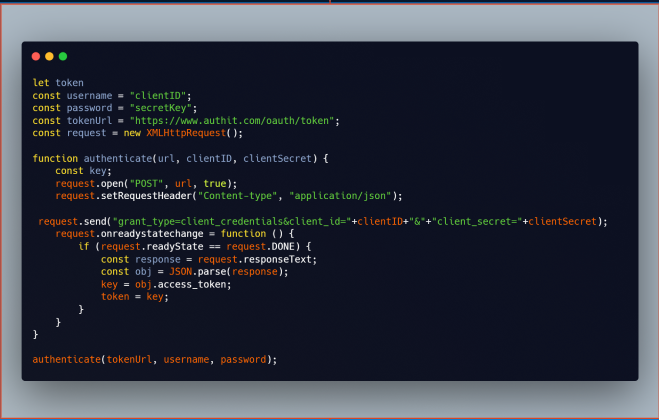 let token
const username = "clientID";
const password = "secretKey";
const tokenUrl = "https://www.authit.com/oauth/token";
const request = new XMLHttpRequest();

function authenticate(url, clientID, clientSecret) {
    const key;
    request.open("POST", url, true);
    request.setRequestHeader("Content-type", "application/json");

 request.send("grant_type=client_credentials&client_id="+clientID+"&"+"client_secret="+clientSecret);
    request.onreadystatechange = function () {
        if (request.readyState == request.DONE) {
            const response = request.responseText;
            const obj = JSON.parse(response);
            key = obj.access_token;
            token = key;
        }
    }
}

authenticate(tokenUrl, username, password);